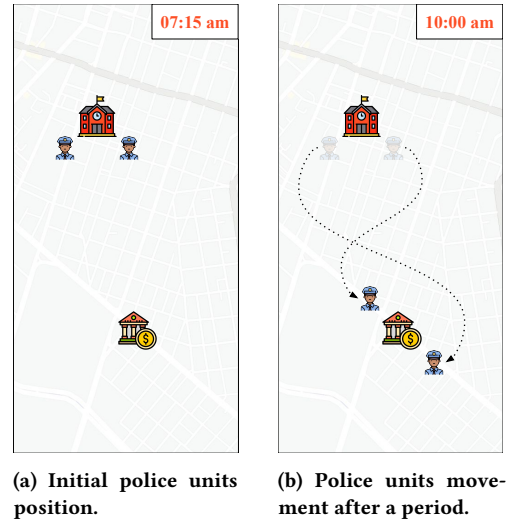 07:15 am
10:00 am
$
$
(a) Initial police units
position.
(b) Police units move-
ment after a period.